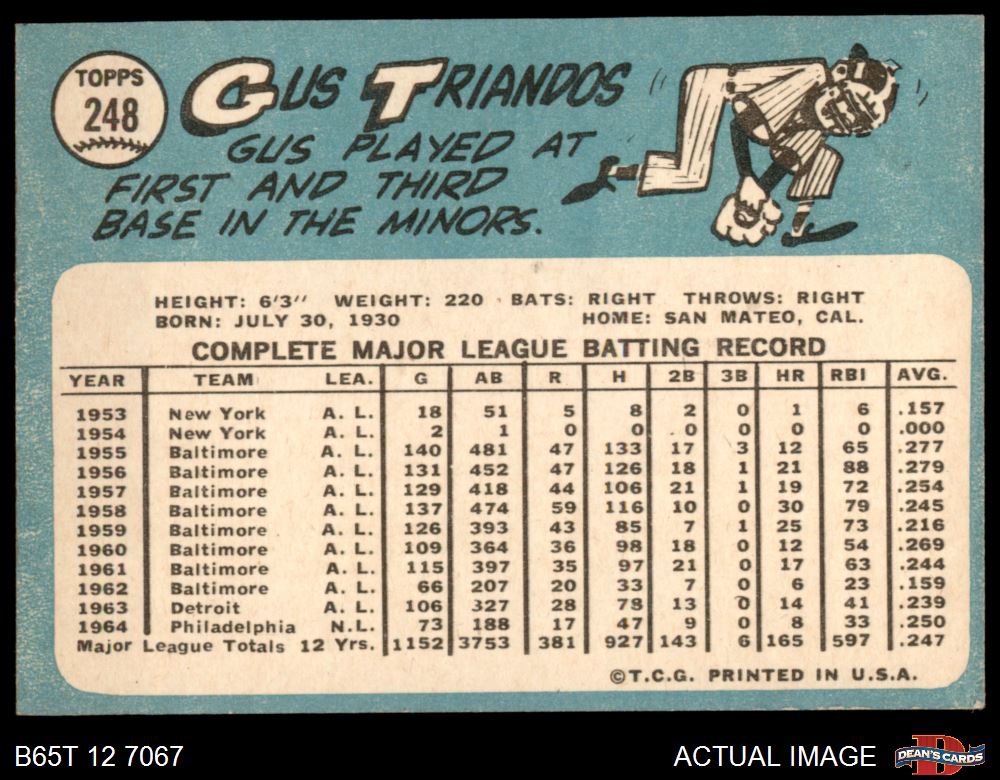 TOPPS
248
GUS TRIANDOS
GUS PLAYED AT
FIRST AND THIRD
BASE IN THE MINORS.
HEIGHT: 6'3" WEIGHT: 220 BATS: RIGHT THROWS: RIGHT
BORN: JULY 30, 1930 HOME: SAN MATEO, CAL.
COMPLETE MAJOR LEAGUE BATTING RECORD
YEAR TEAM LEA. G AB R H 2B 3B HR RBI AVG.
1953 New York A. L. 18 51 5 8 2 0 1 6 .157
1954 New York A. L. 2 1 0 0 0 0 0 0 .000
1955 Baltimore A. L. 140 481 47 133 17 3 12 65 .277
1956 Baltimore A. L. 131 452 47 126 18 1 21 88 .279
1957 Baltimore A. L. 129 418 44 106 21 1 19 72 .254
1958 Baltimore A. L. 137 474 59 116 10 0 30 79 .245
1959 Baltimore A. L. 126 393 43 85 7 1 25 73 .216
1960 Baltimore A. L. 109 364 36 98 18 0 12 54 .269
1961 Baltimore A. L. 115 397 35 97 21 0 17 63 .244
1962 Baltimore A. L. 66 207 20 33 7 0 6 23 .159
1963 Detroit A. L. 106 327 28 78 13 0 14 41 .239
1964 Philadelphia N.L. 73 188 17 47 9 0 8 33 .250
Major League Totals 12 Yrs. 1152 3753 381 927 143 6 165 597 .247
©T.C.G. PRINTED IN U.S.A.
B65T 12 7067 ACTUAL IMAGE DEAN'S CARDS